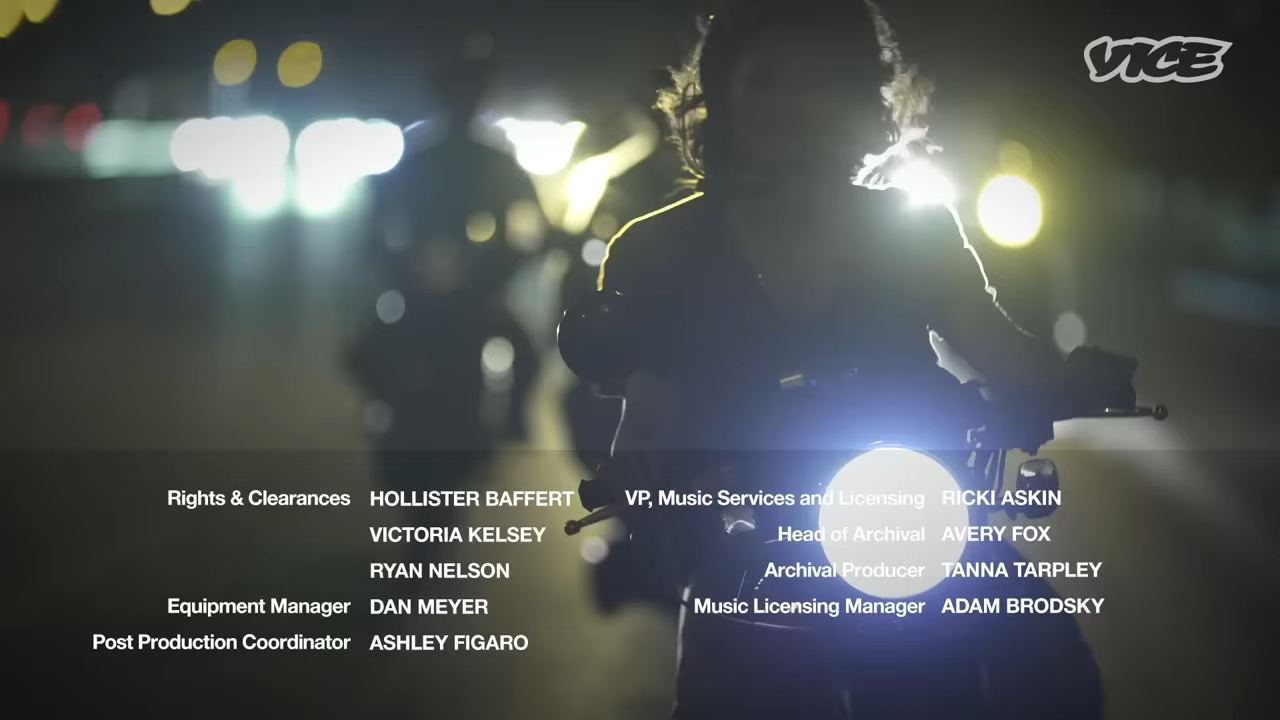 VICE
Rights & Clearances HOLLISTER BAFFERT
VICTORIA KELSEY
RYAN NELSON
Equipment Manager DAN MEYER
Post Production Coordinator ASHLEY FIGARO
VP, Music Services and Licensing RICKI ASKIN
Head of Archival AVERY FOX
Archival Producer TANNA TARPLEY
Music Licensing Manager ADAM BRODSKY